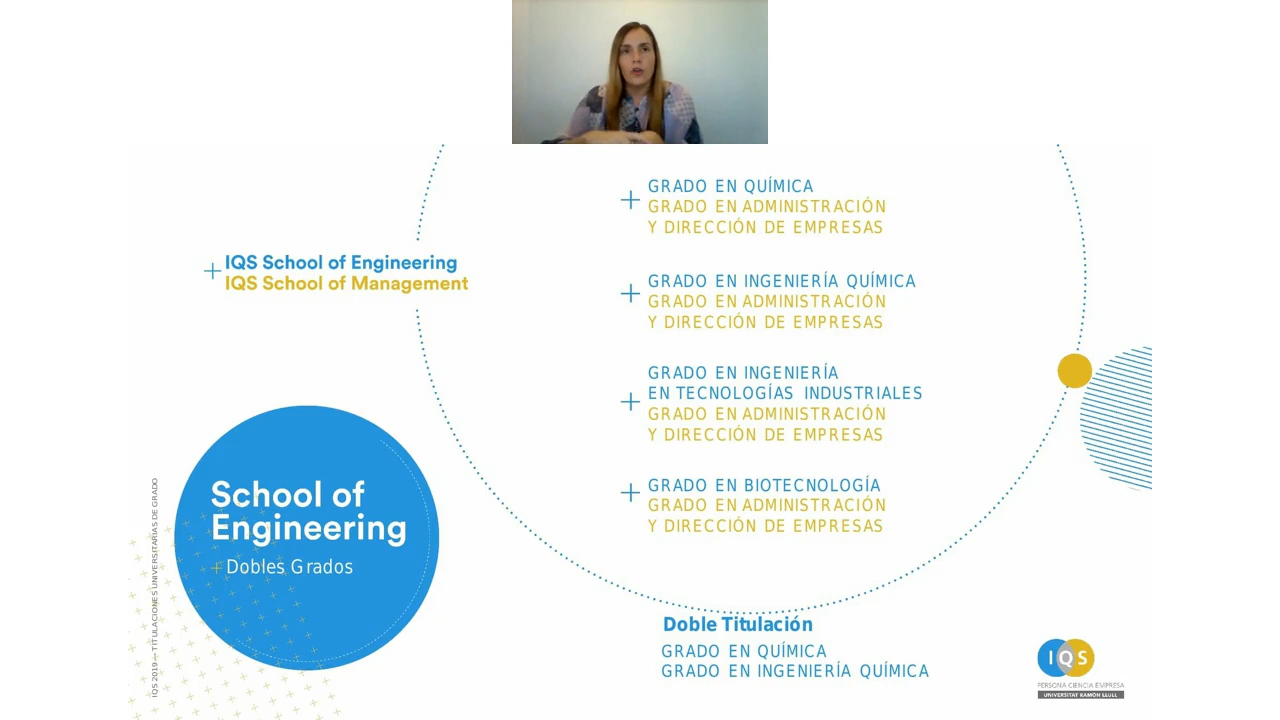 GRADO EN QUÍMICA
GRADO EN ADMINISTRACIÓN
Y DIRECCIÓN DE EMPRESAS
IQS School of Engineering
IQS School of Management
GRADO EN INGENIERÍA QUÍMICA
GRADO EN ADMINISTRACIÓN
Y DIRECCIÓN DE EMPRESAS
GRADO EN INGENIERÍA
EN TECNOLOGÍAS INDUSTRIALES
GRADO EN ADMINISTRACIÓN
Y DIRECCIÓN DE EMPRESAS
GRADO EN BIOTECNOLOGÍA
GRADO EN ADMINISTRACIÓN
Y DIRECCIÓN DE EMPRESAS
School of
Engineering
+ Dobles Grados
IQS 2019 — TITULACIONES UNIVERSITARIAS DE GRADO
Doble Titulación
GRADO EN QUÍMICA
GRADO EN INGENIERÍA QUÍMICA
IQS
PERSONA CIENCIA EMPRESA
UNIVERSITAT RAMON LLULL